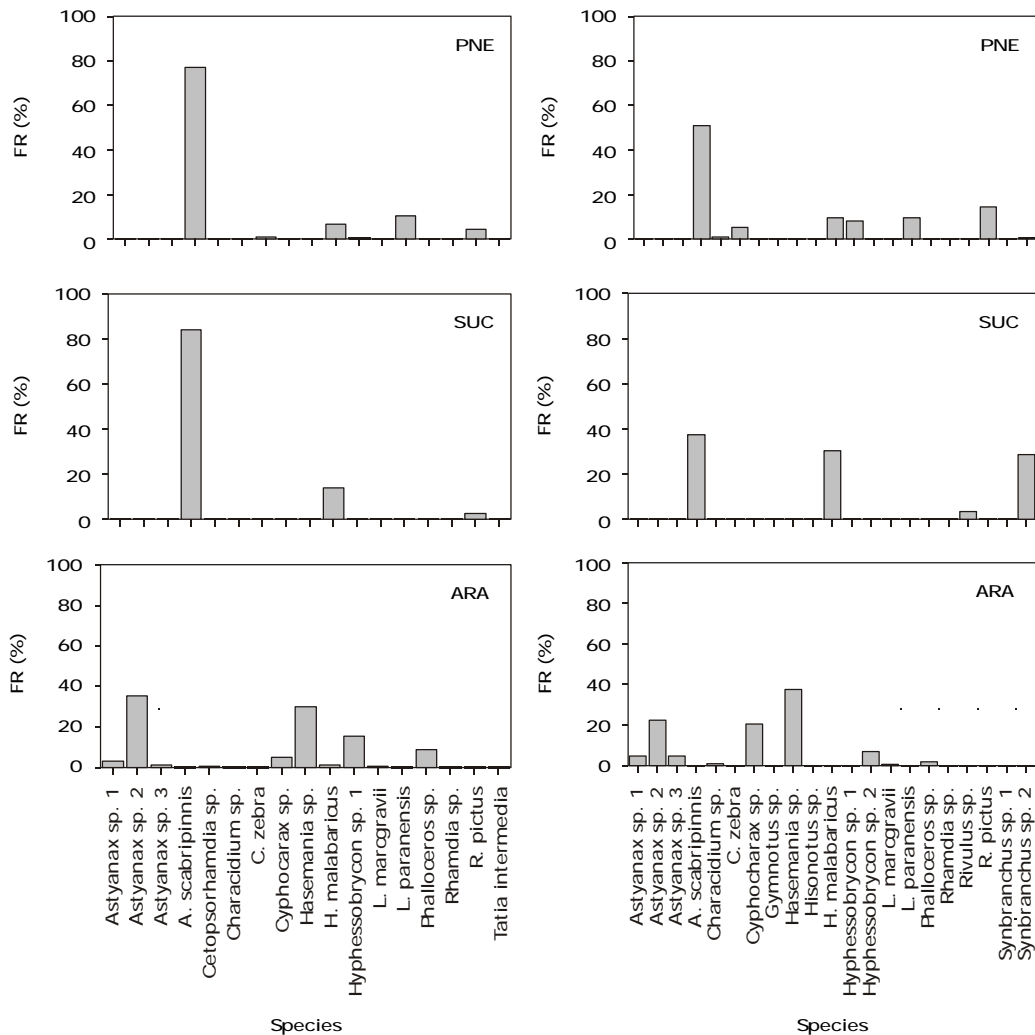 100
80
60
40
20
0
FR (%)
PNE
100
80
60
40
20
0
FR (%)
PNE
100
80
60
40
20
0
FR (%)
SUC
100
80
60
40
20
0
FR (%)
SUC
100
80
60
40
20
0
FR (%)
ARA
Astyanax sp. 1
Astyanax sp. 2
Astyanax sp. 3
A. scabripinnis
Cetopsorhamdia sp.
Characidium sp.
C. zebra
Cyphocarax sp.
Hasemania sp.
H. malabaricus
Hyphessobrycon sp. 1
L. marcgravii
L. paranensis
Phalloceros sp.
Rhamdia sp.
R. pictus
Tatia intermedia
Species
100
80
60
40
20
0
FR (%)
ARA
Astyanax sp. 1
Astyanax sp. 2
Astyanax sp. 3
A. scabripinnis
Characidium sp.
C. zebra
Cyphocharax sp.
Gymnotus sp.
Hasemania sp.
Hisonotus sp.
H. malabaricus
Hyphessobrycon sp. 1
Hyphessobrycon sp. 2
L. marcgravii
L. paranensis
Phalloceros sp.
Rhamdia sp.
Rivulus sp.
R. pictus
Synbranchus sp. 1
Synbranchus sp. 2
Species